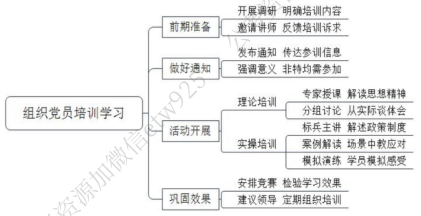 组织党员培训学习
前期准备
开展调研 明确培训内容
邀请讲师 反馈培训诉求
做好通知
发布通知 传达参训信息
强调意义 非特均需参加
活动开展
理论培训
专家授课 解读思想精神
分组讨论 从实际谈体会
实操培训
标兵主讲 解述政策制度
案例解读 场景中教应对
模拟演练 学员模拟感受
巩固效果
安排竞赛 检验学习效果
建议领导 定期组织培训